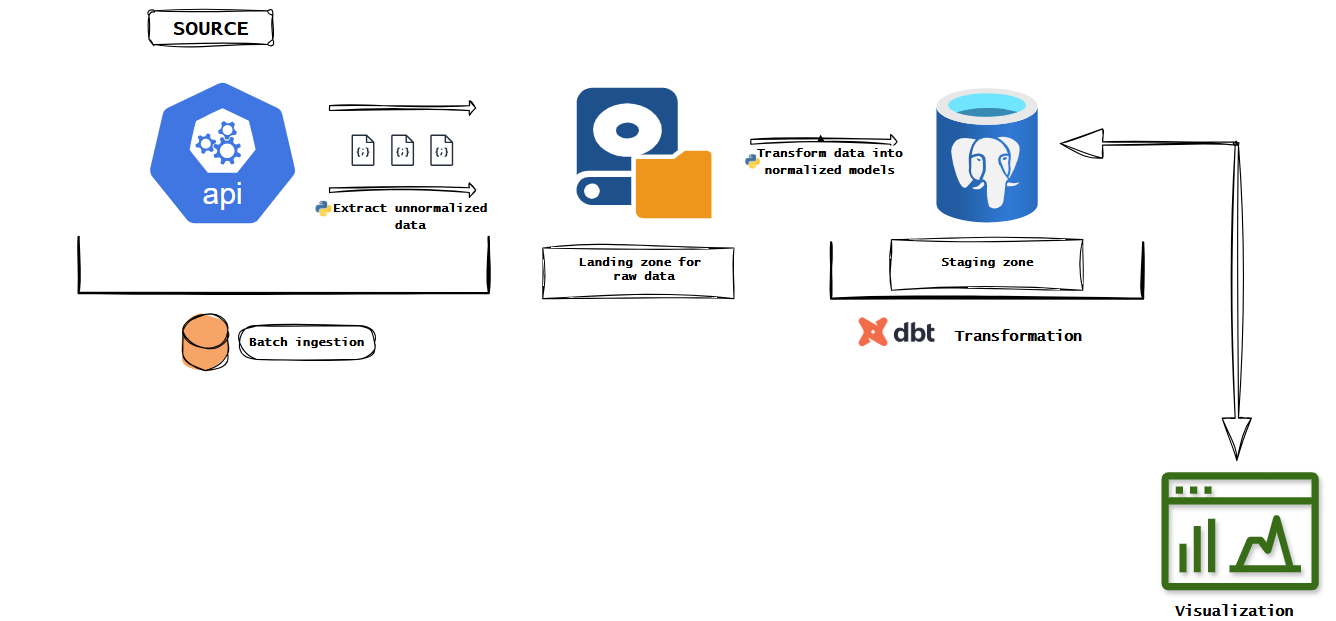 SOURCE
api
{;}
{;}
{;}
Extract unnormalized
data
Transform data into
normalized models
Landing zone for
raw data
Staging zone
Batch ingestion
dbt
Transformation
Visualization